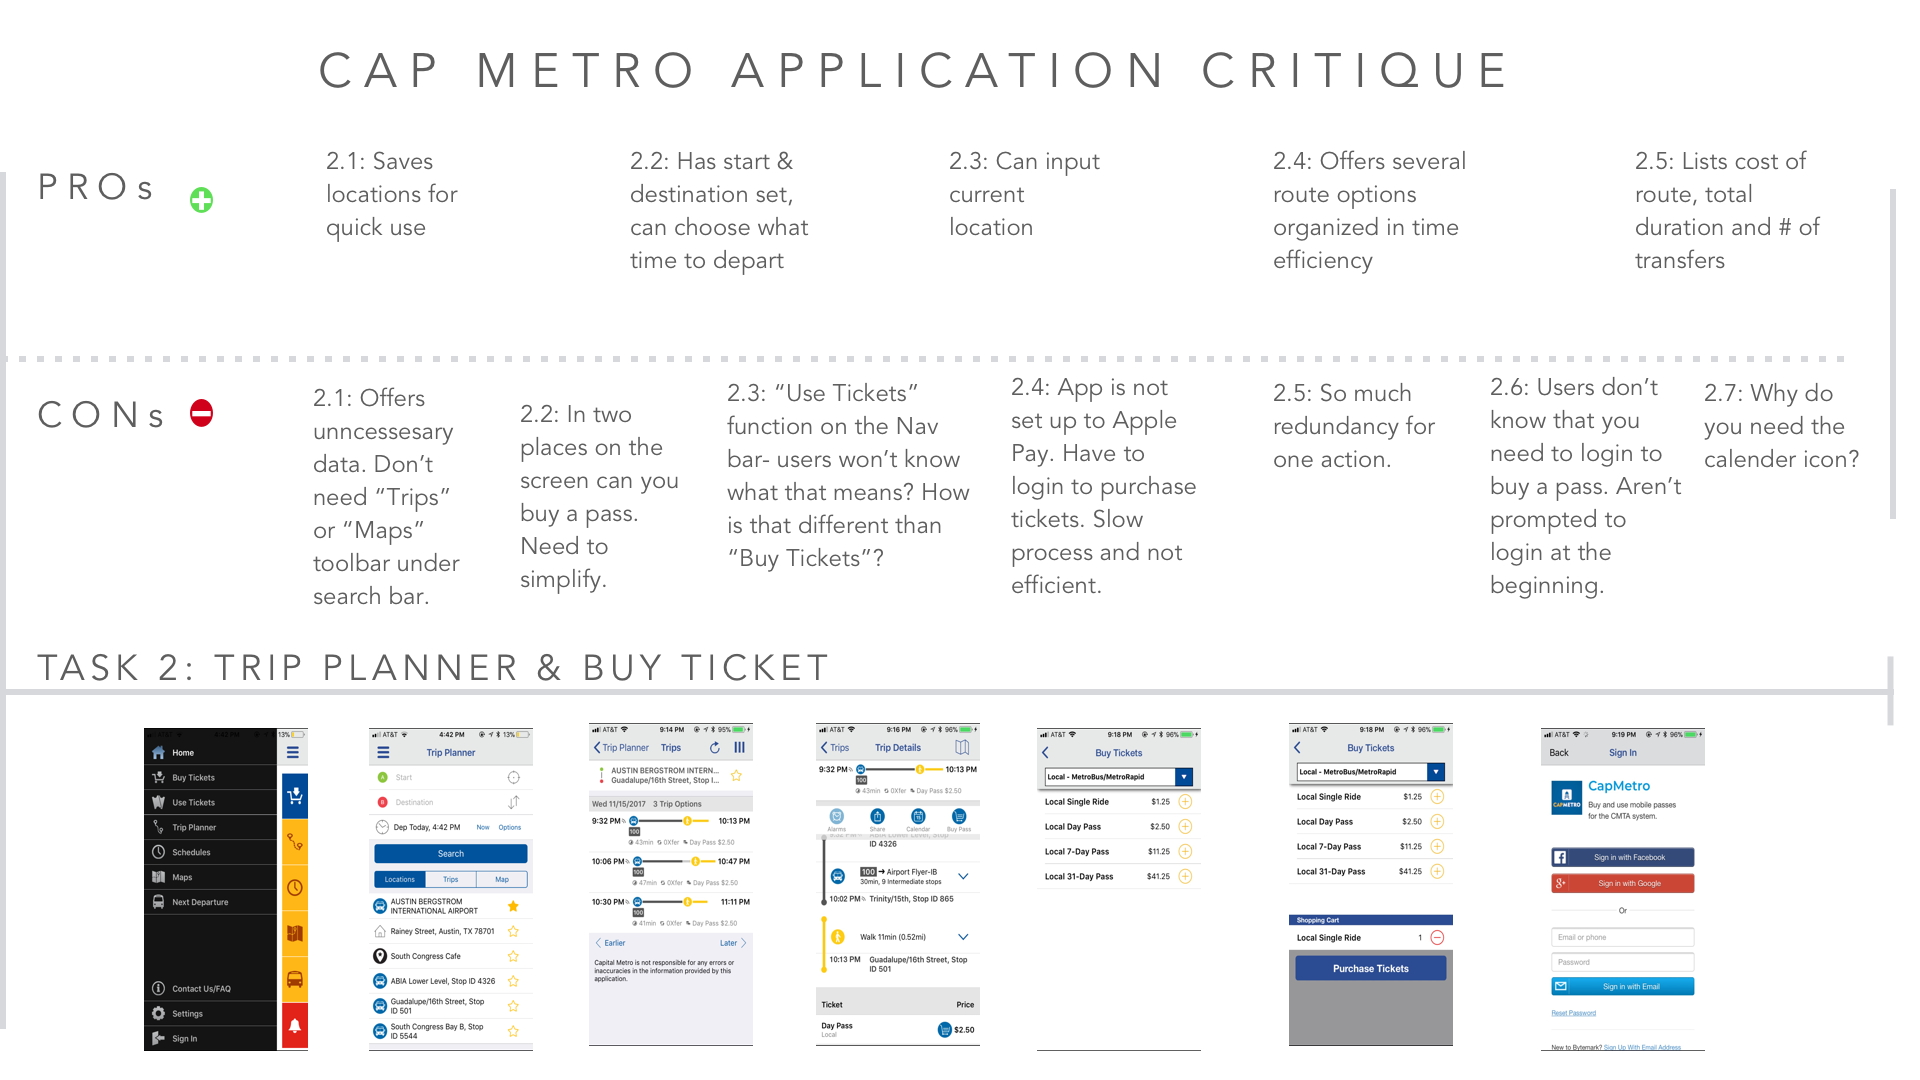 CAP METRO APPLICATION CRITIQUE
PROs
2.1: Saves
locations for
quick use
2.2: Has start &
destination set,
can choose what
time to depart
2.3: Can input
current
location
2.4: Offers several
route options
organized in time
efficiency
2.5: Lists cost of
route, total
duration and # of
transfers
CONs
2.1: Offers
unncessesary
data. Don’t
need “Trips”
or “Maps”
toolbar under
search bar.
2.2: In two
places on the
screen can you
buy a pass.
Need to
simplify.
2.3: “Use Tickets”
function on the Nav
bar- users won’t know
what that means? How
is that different than
“Buy Tickets”?
2.4: App is not
set up to Apple
Pay. Have to
login to purchase
tickets. Slow
process and not
efficient.
2.5: So much
redundancy for
one action.
2.6: Users don’t
know that you
need to login to
buy a pass. Aren’t
prompted to
login at the
beginning.
2.7: Why do
you need the
calender icon?
TASK 2: TRIP PLANNER & BUY TICKET
13%
Home
Buy Tickets
Use Tickets
Trip Planner
Schedules
Maps
Next Departure
Contact Us/FAQ
Settings
Sign In
AT&T 4:42 PM 13%
Trip Planner
A Start
B Destination
Dep Today, 4:42 PM Now Options
Search
Locations Trips Map
AUSTIN BERGSTROM
INTERNATIONAL AIRPORT
Rainey Street, Austin, TX 78701
South Congress Cafe
ABIA Lower Level, Stop ID 4326
Guadalupe/16th Street, Stop
ID 501
South Congress Bay B, Stop
ID 5544
AT&T 9:14 PM 95%
Trip Planner Trips
AUSTIN BERGSTROM INTERN...
Guadalupe/16th Street, Stop I...
Wed 11/15/2017 3 Trip Options
9:32 PM 10:13 PM
100
43min 0Xfer Day Pass $2.50
10:06 PM 10:47 PM
100
47min 0Xfer Day Pass $2.50
10:30 PM 11:11 PM
100
41min 0Xfer Day Pass $2.50
Earlier Later
Capital Metro is not responsible for any errors or
inaccuracies in the information provided by this
application.
AT&T 9:16 PM 96%
Trips Trip Details
9:32 PM 10:13 PM
100
43min 0Xfer Day Pass $2.50
Alarms Share Calendar Buy Pass
ID 4326
100 → Airport Flyer-IB
30min, 9 Intermediate stops
10:02 PM Trinity/15th, Stop ID 865
Walk 11min (0.52mi)
10:13 PM Guadalupe/16th Street, Stop
ID 501
Ticket Price
Day Pass
Local
$2.50
AT&T 9:18 PM 96%
Buy Tickets
Local - MetroBus/MetroRapid
Local Single Ride $1.25
Local Day Pass $2.50
Local 7-Day Pass $11.25
Local 31-Day Pass $41.25
AT&T 9:18 PM 96%
Buy Tickets
Local - MetroBus/MetroRapid
Local Single Ride $1.25
Local Day Pass $2.50
Local 7-Day Pass $11.25
Local 31-Day Pass $41.25
Shopping Cart
Local Single Ride 1
Purchase Tickets
AT&T 9:19 PM 96%
Back Sign In
CAPMETRO
CapMetro
Buy and use mobile passes
for the CMTA system.
Sign in with Facebook
Sign in with Google
Or
Email or phone
Password
Sign in with Email
Reset Password
New to Bytemark? Sign Up With Email Address